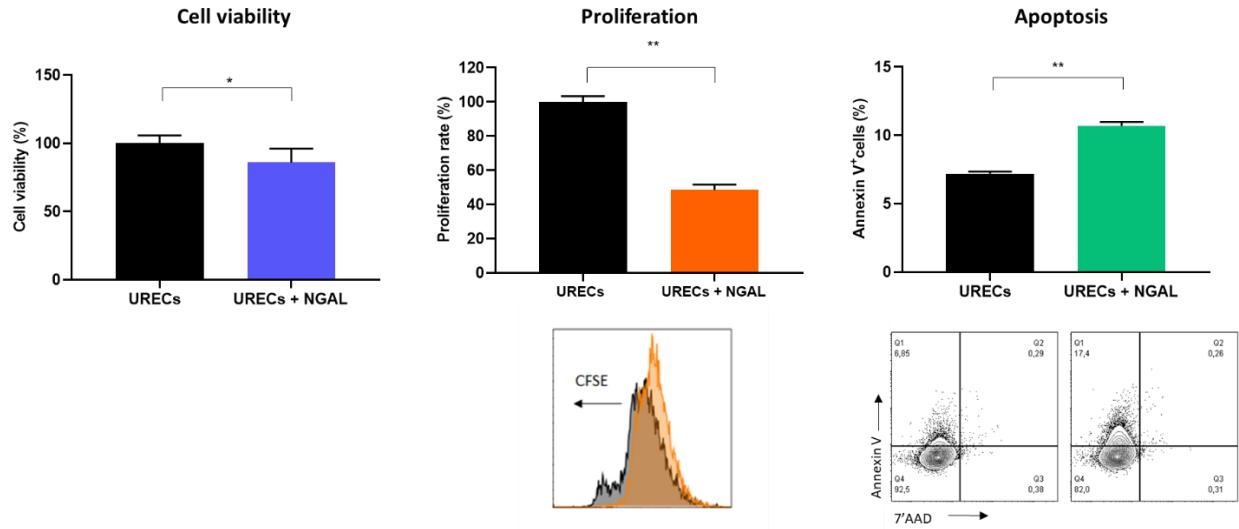 Cell viability
Cell viability (%)
150
100
50
0
*
URECs
URECs + NGAL
Proliferation
Proliferation rate (%)
120
100
80
60
40
20
0
**
URECs
URECs + NGAL
CFSE
Apoptosis
Annexin V⁺cells (%)
15
10
5
0
**
URECs
URECs + NGAL
Q1
6,85
Q2
0,29
Q4
92,5
Q3
0,38
Q1
17,4
Q2
0,26
Q4
82,0
Q3
0,31
Annexin V
7'AAD